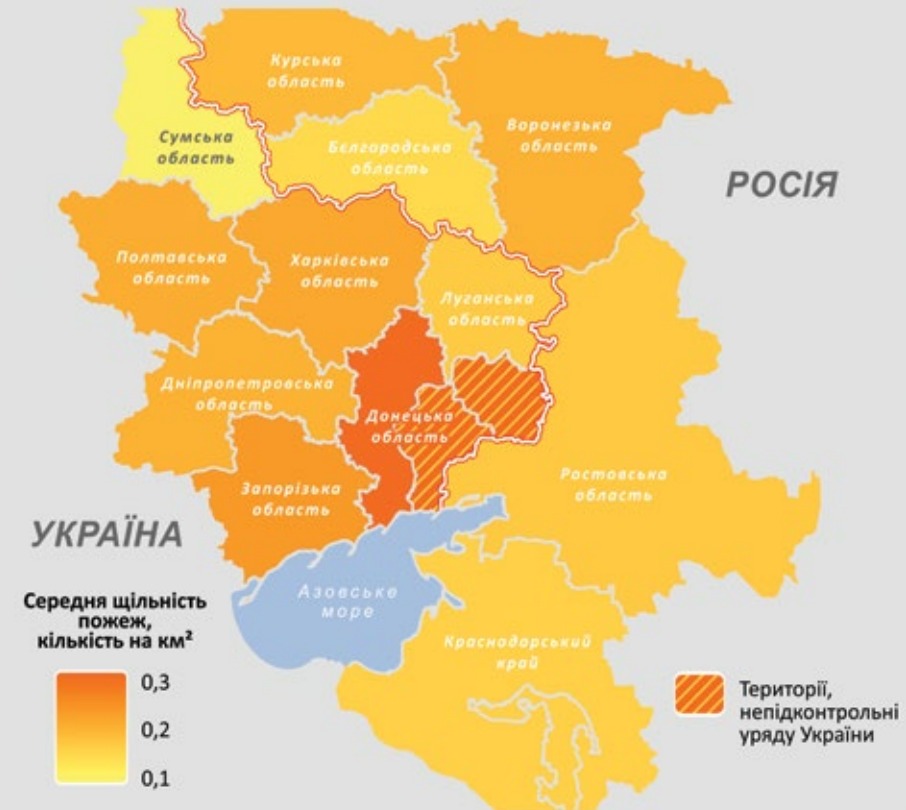 Курська
область
Воронезька
область
Сумська
область
Бєлгородська
область
РОСІЯ
Полтавська
область
Харківська
область
Луганська
область
Дніпропетровська
область
Донецька
область
Запорізька
область
Ростовська
область
УКРАЇНА
Азовське
море
Середня щільність
пожеж,
кількість на км²
0,3
0,2
0,1
Краснодарський
край
Території,
непідконтрольні
уряду України